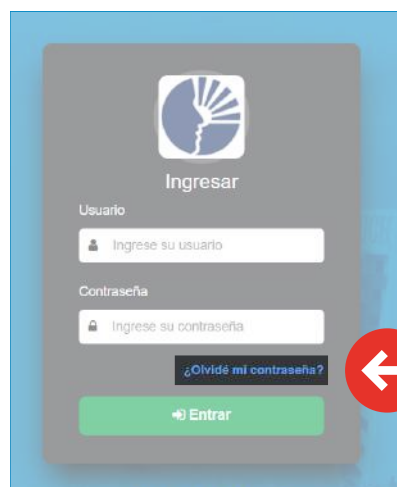 Ingresar
Usuario
Ingrese su usuario
Contraseña
Ingrese su contraseña
¿Olvidé mi contraseña?
Entrar